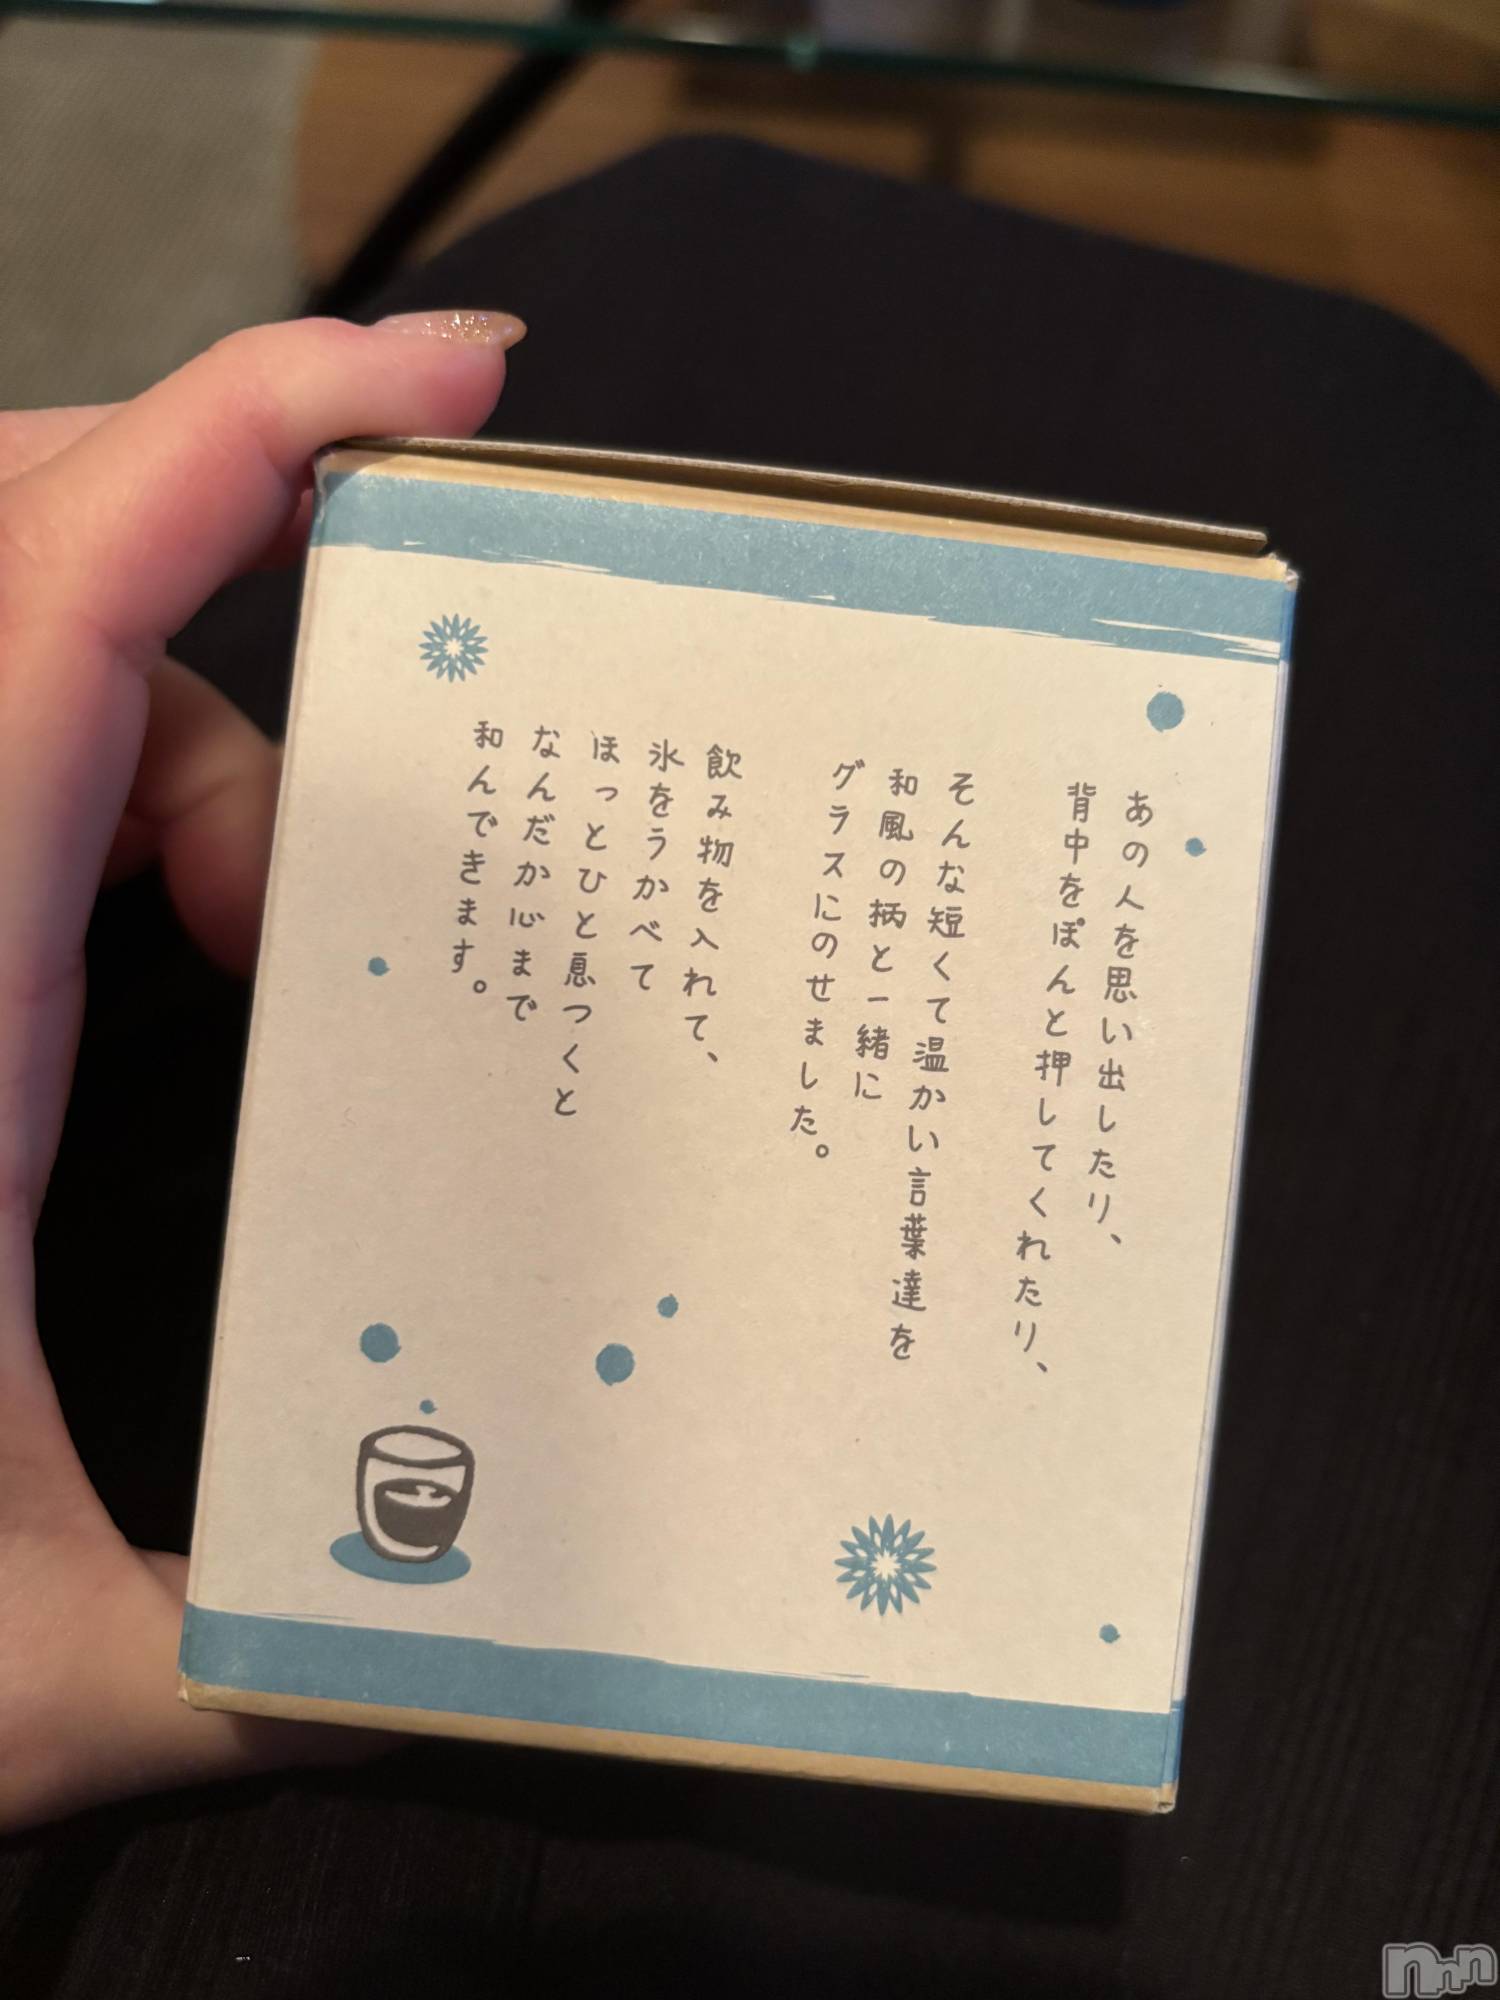 あの人を思い出したり、
背中をぽんと押してくれたり、
そんな短くて温かい言葉達を
和風の柄と一緒に
グラスにのせました。
飲み物を入れて、
氷をうかべて
ほっとひと息つくと
なんだか心まで
和んできます。
nnn